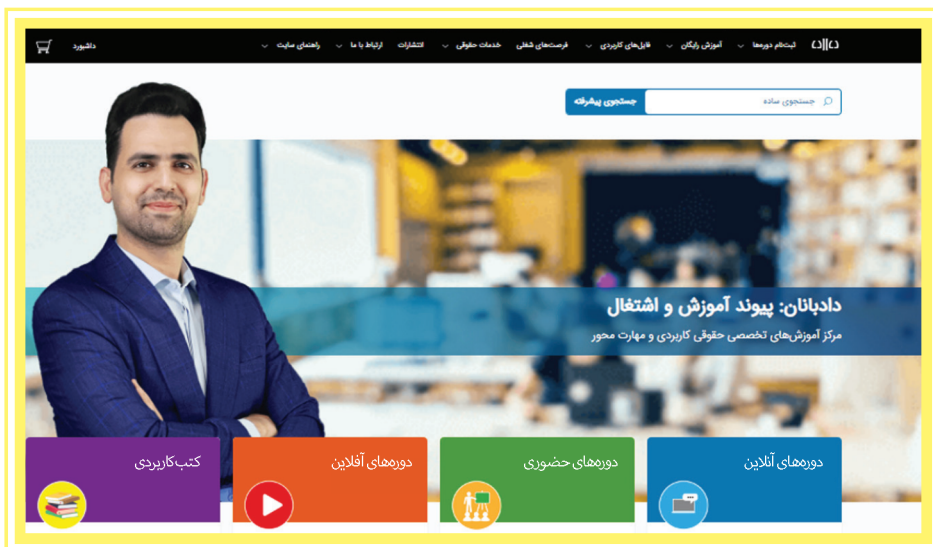 ثبت‌نام دوره‌ها آموزش رایگان فایل‌های کاربردی فرصت‌های شغلی خدمات حقوقی انتشارات ارتباط با ما راهنمای سایت داشبورد
جستجوی ساده جستجوی پیشرفته
دادبانان: پیوند آموزش و اشتغال
مرکز آموزش‌های تخصصی حقوقی کاربردی و مهارت محور
دوره‌های آنلاین دوره‌های حضوری دوره‌های آفلاین کتب کاربردی